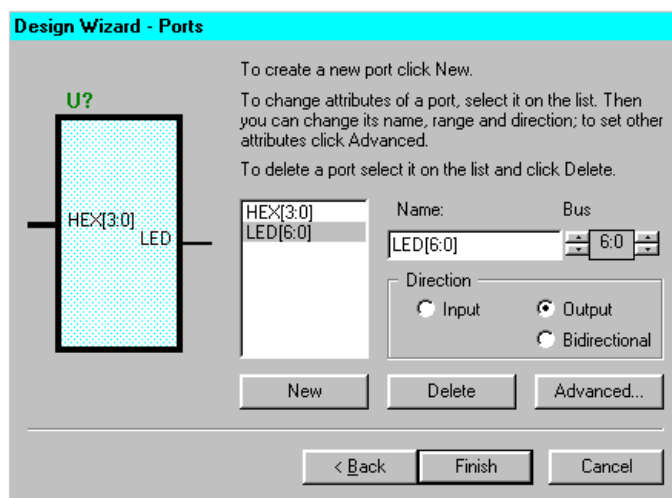 Design Wizard - Ports
To create a new port click New.
To change attributes of a port, select it on the list. Then
you can change its name, range and direction; to set other
attributes click Advanced.
To delete a port select it on the list and click Delete.
U?
HEX[3:0]
LED
HEX[3:0]
LED[6:0]
Name:
Bus
LED[6:0]
6:0
Direction
Input
Output
Bidirectional
New
Delete
Advanced...
< Back
Finish
Cancel